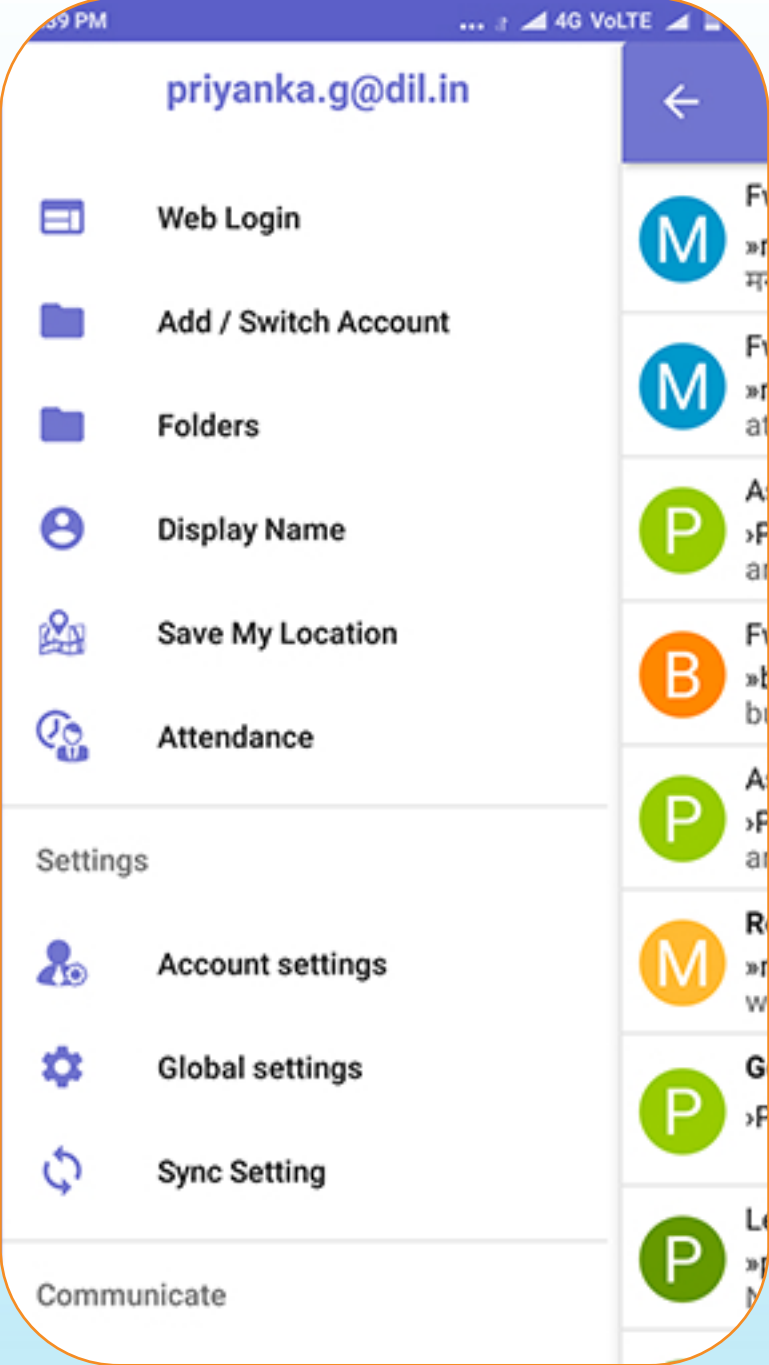 39 PM
4G VoLTE
priyanka.g@dil.in
Web Login
Add / Switch Account
Folders
Display Name
Save My Location
Attendance
Settings
Account settings
Global settings
Sync Setting
Communicate
M
M
P
B
P
M
P
P